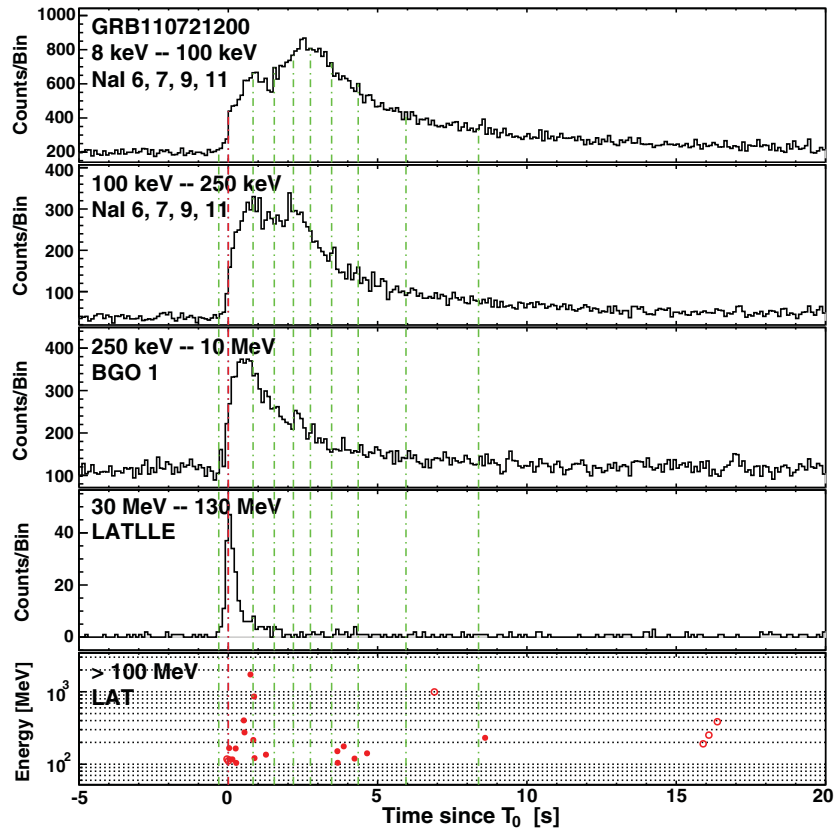 GRB110721200
8 keV -- 100 keV
NaI 6, 7, 9, 11
Counts/Bin
1000
800
600
400
200
100 keV -- 250 keV
NaI 6, 7, 9, 11
Counts/Bin
400
300
200
100
250 keV -- 10 MeV
BGO 1
Counts/Bin
400
300
200
100
30 MeV -- 130 MeV
LATLLE
Counts/Bin
40
20
0
> 100 MeV
LAT
Energy [MeV]
10³
10²
-5 0 5 10 15 20
Time since T₀ [s]